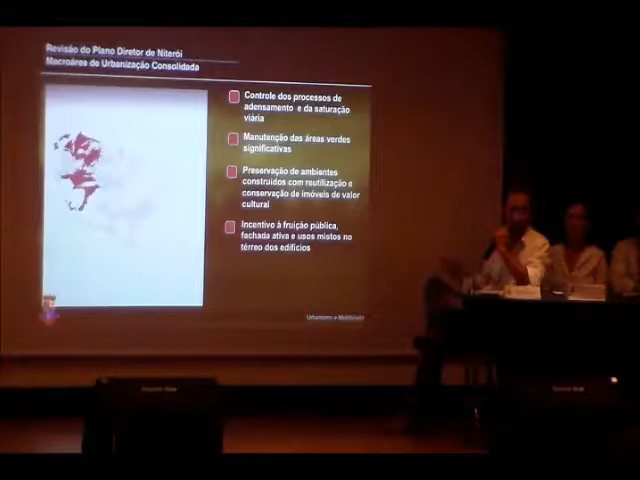 Revisão do Plano Diretor de Niterói
Macroárea de Urbanização Consolidada
Controle dos processos de
adensamento e da saturação
viária
Manutenção das áreas verdes
significativas
Preservação de ambientes
construídos com reutilização e
conservação de imóveis de valor
cultural
Incentivo à fruição pública,
fachada ativa e usos mistos no
térreo dos edifícios
Urbanismo e Mobilidade